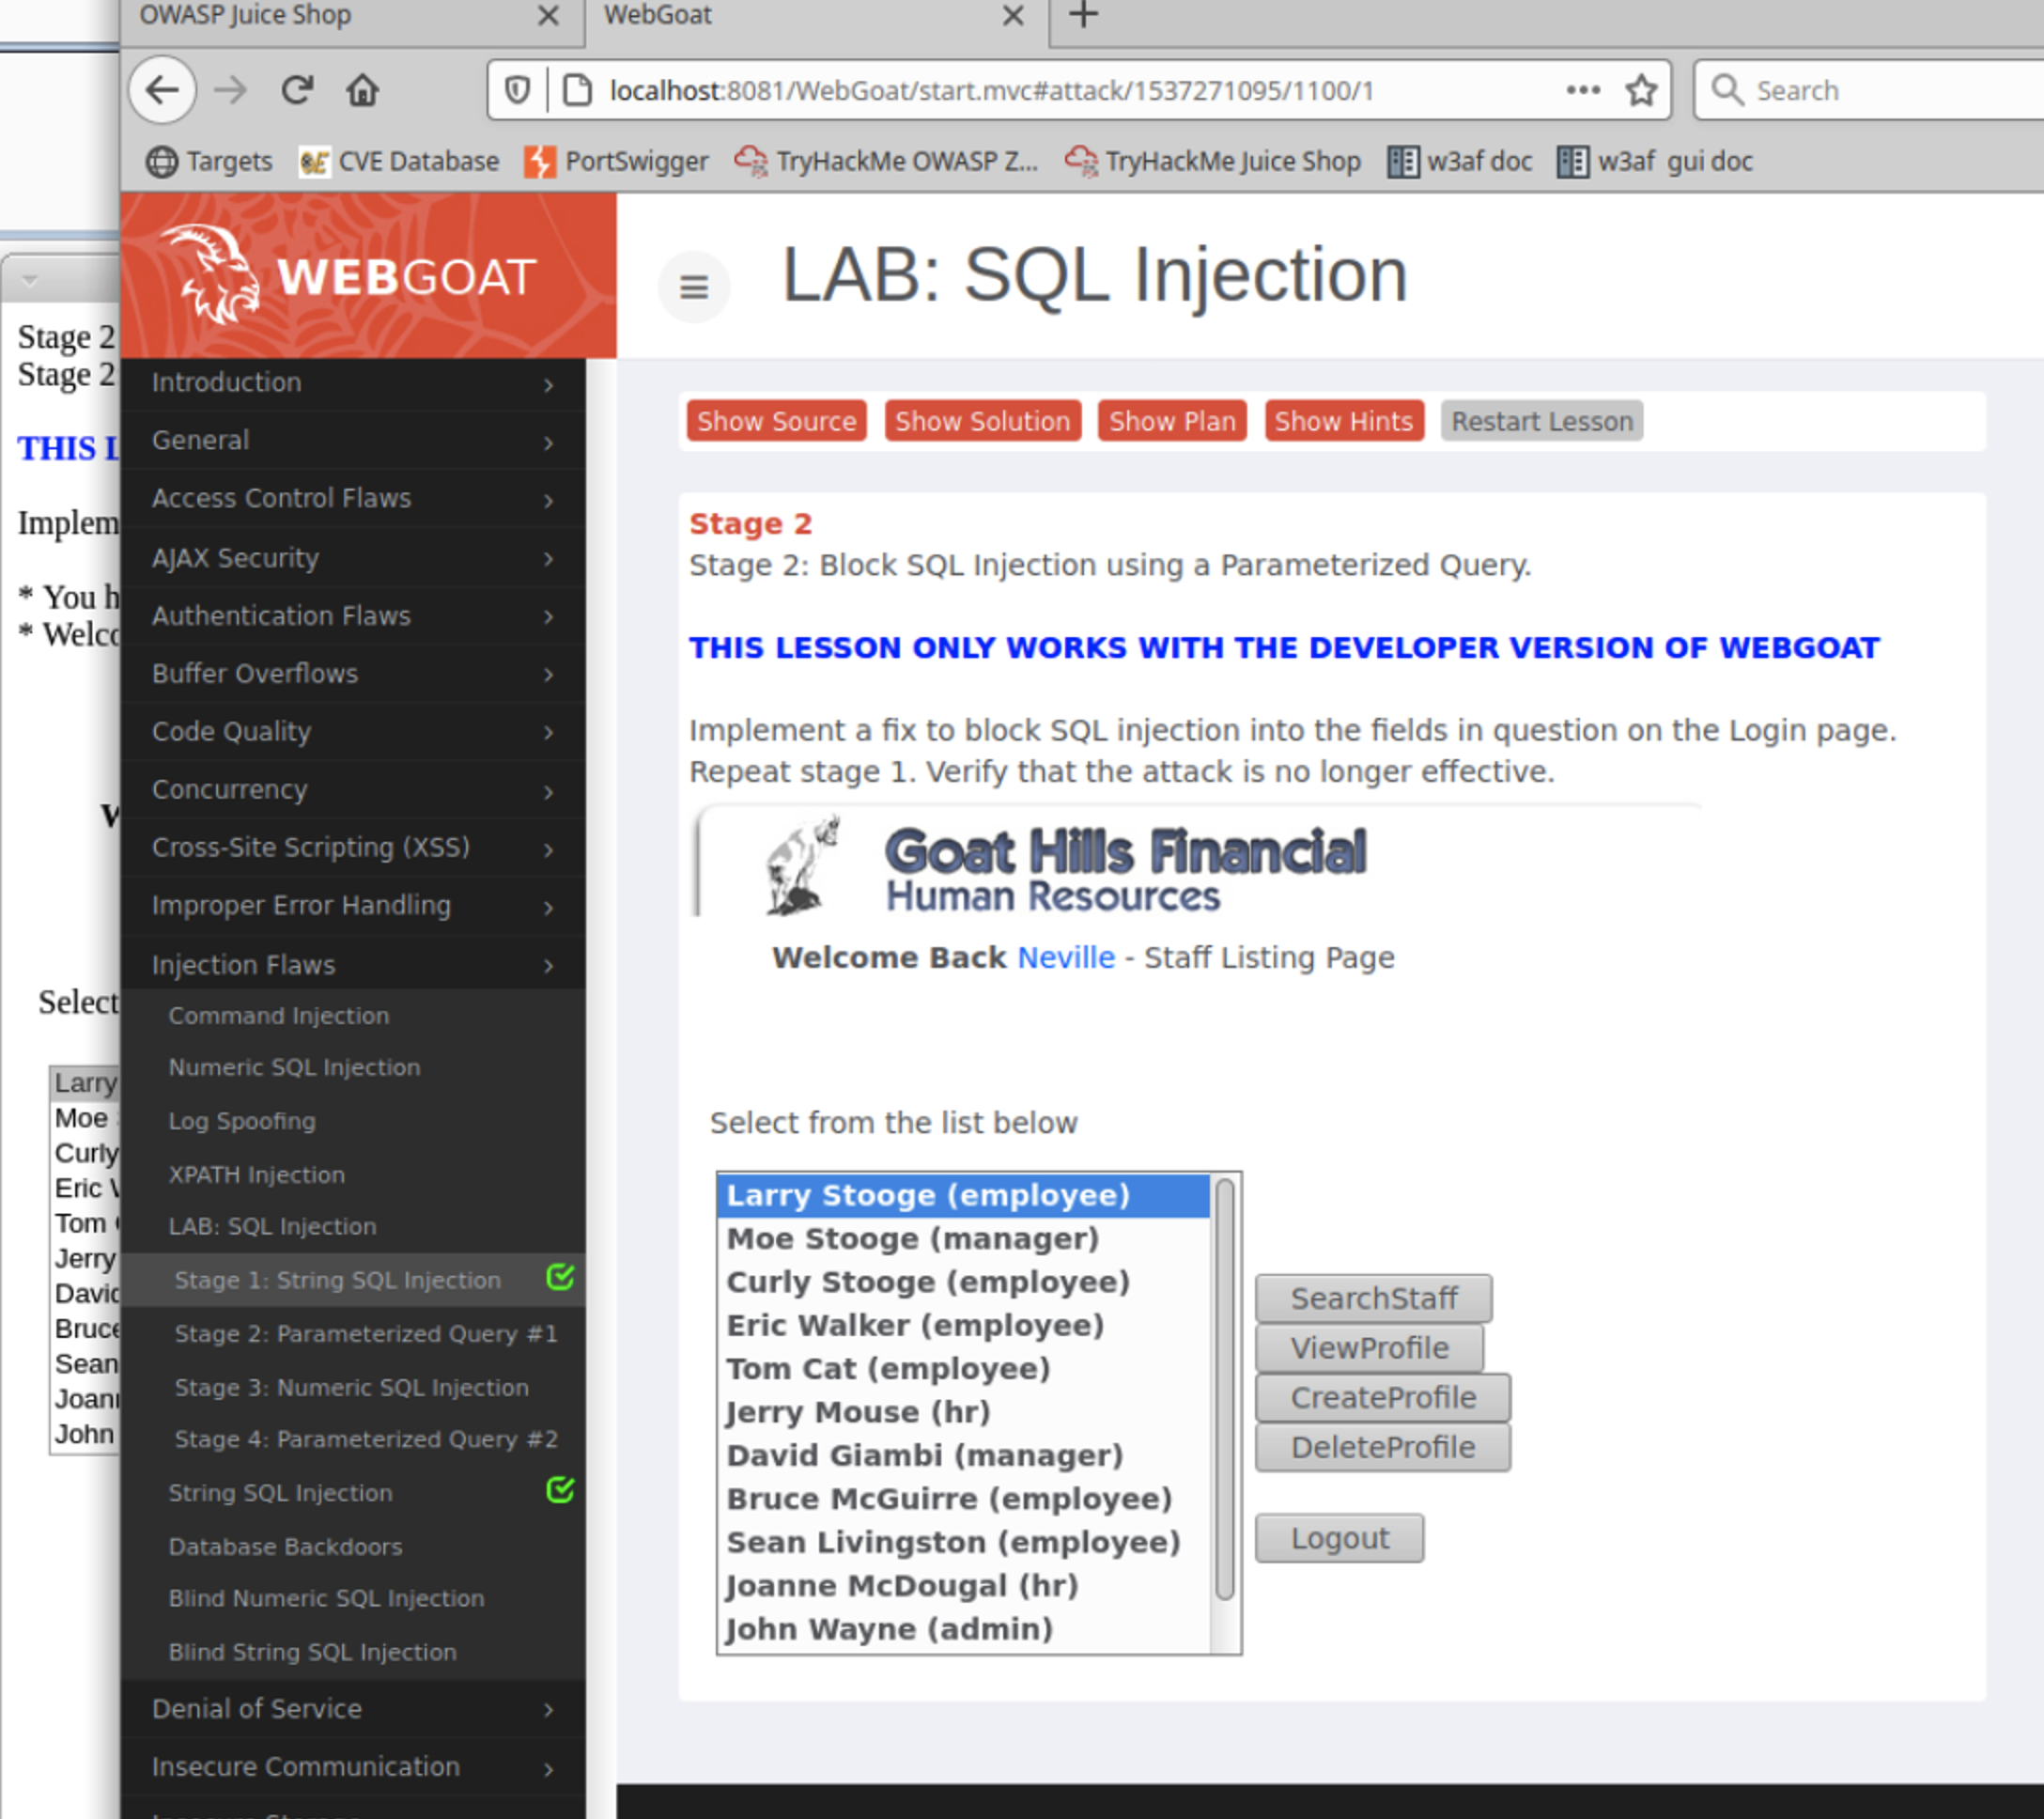 OWASP Juice Shop
WebGoat
localhost:8081/WebGoat/start.mvc#attack/1537271095/1100/1
Search
Targets
CVE Database
PortSwigger
TryHackMe OWASP Z...
TryHackMe Juice Shop
w3af doc
w3af gui doc
WEBGOAT
LAB: SQL Injection
Stage 2
Stage 2
THIS
Select
Larry
Moe
Curly
Eric
Tom
Jerry
David
Bruce
Sean
John
Introduction
General
Access Control Flaws
AJAX Security
Authentication Flaws
Buffer Overflows
Code Quality
Concurrency
Cross-Site Scripting (XSS)
Improper Error Handling
Injection Flaws
Command Injection
Numeric SQL Injection
Log Spoofing
XPATH Injection
LAB: SQL Injection
Stage 1: String SQL Injection
Stage 2: Parameterized Query #1
Stage 3: Numeric SQL Injection
Stage 4: Parameterized Query #2
String SQL Injection
Database Backdoors
Blind Numeric SQL Injection
Blind String SQL Injection
Denial of Service
Insecure Communication
Show Source
Show Solution
Show Plan
Show Hints
Restart Lesson
Stage 2
Stage 2: Block SQL Injection using a Parameterized Query.
THIS LESSON ONLY WORKS WITH THE DEVELOPER VERSION OF WEBGOAT
Implement a fix to block SQL injection into the fields in question on the Login page.
Repeat stage 1. Verify that the attack is no longer effective.
Goat Hills Financial
Human Resources
Welcome Back Neville - Staff Listing Page
Select from the list below
Larry Stooge (employee)
Moe Stooge (manager)
Curly Stooge (employee)
Eric Walker (employee)
Tom Cat (employee)
Jerry Mouse (hr)
David Giambi (manager)
Bruce McGuirre (employee)
Sean Livingston (employee)
Joanne McDougal (hr)
John Wayne (admin)
SearchStaff
ViewProfile
CreateProfile
DeleteProfile
Logout